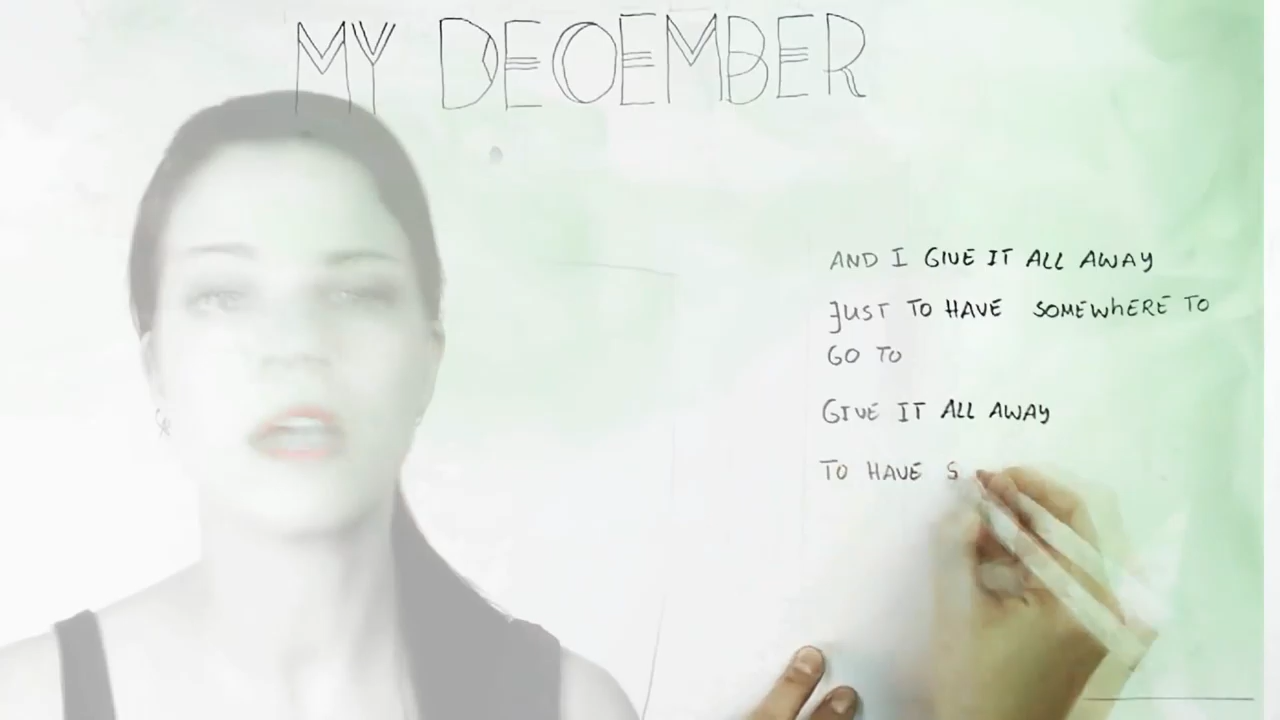 MY DECEMBER
AND I GIVE IT ALL AWAY
JUST TO HAVE SOMEWHERE TO
GO TO
GIVE IT ALL AWAY
TO HAVE S